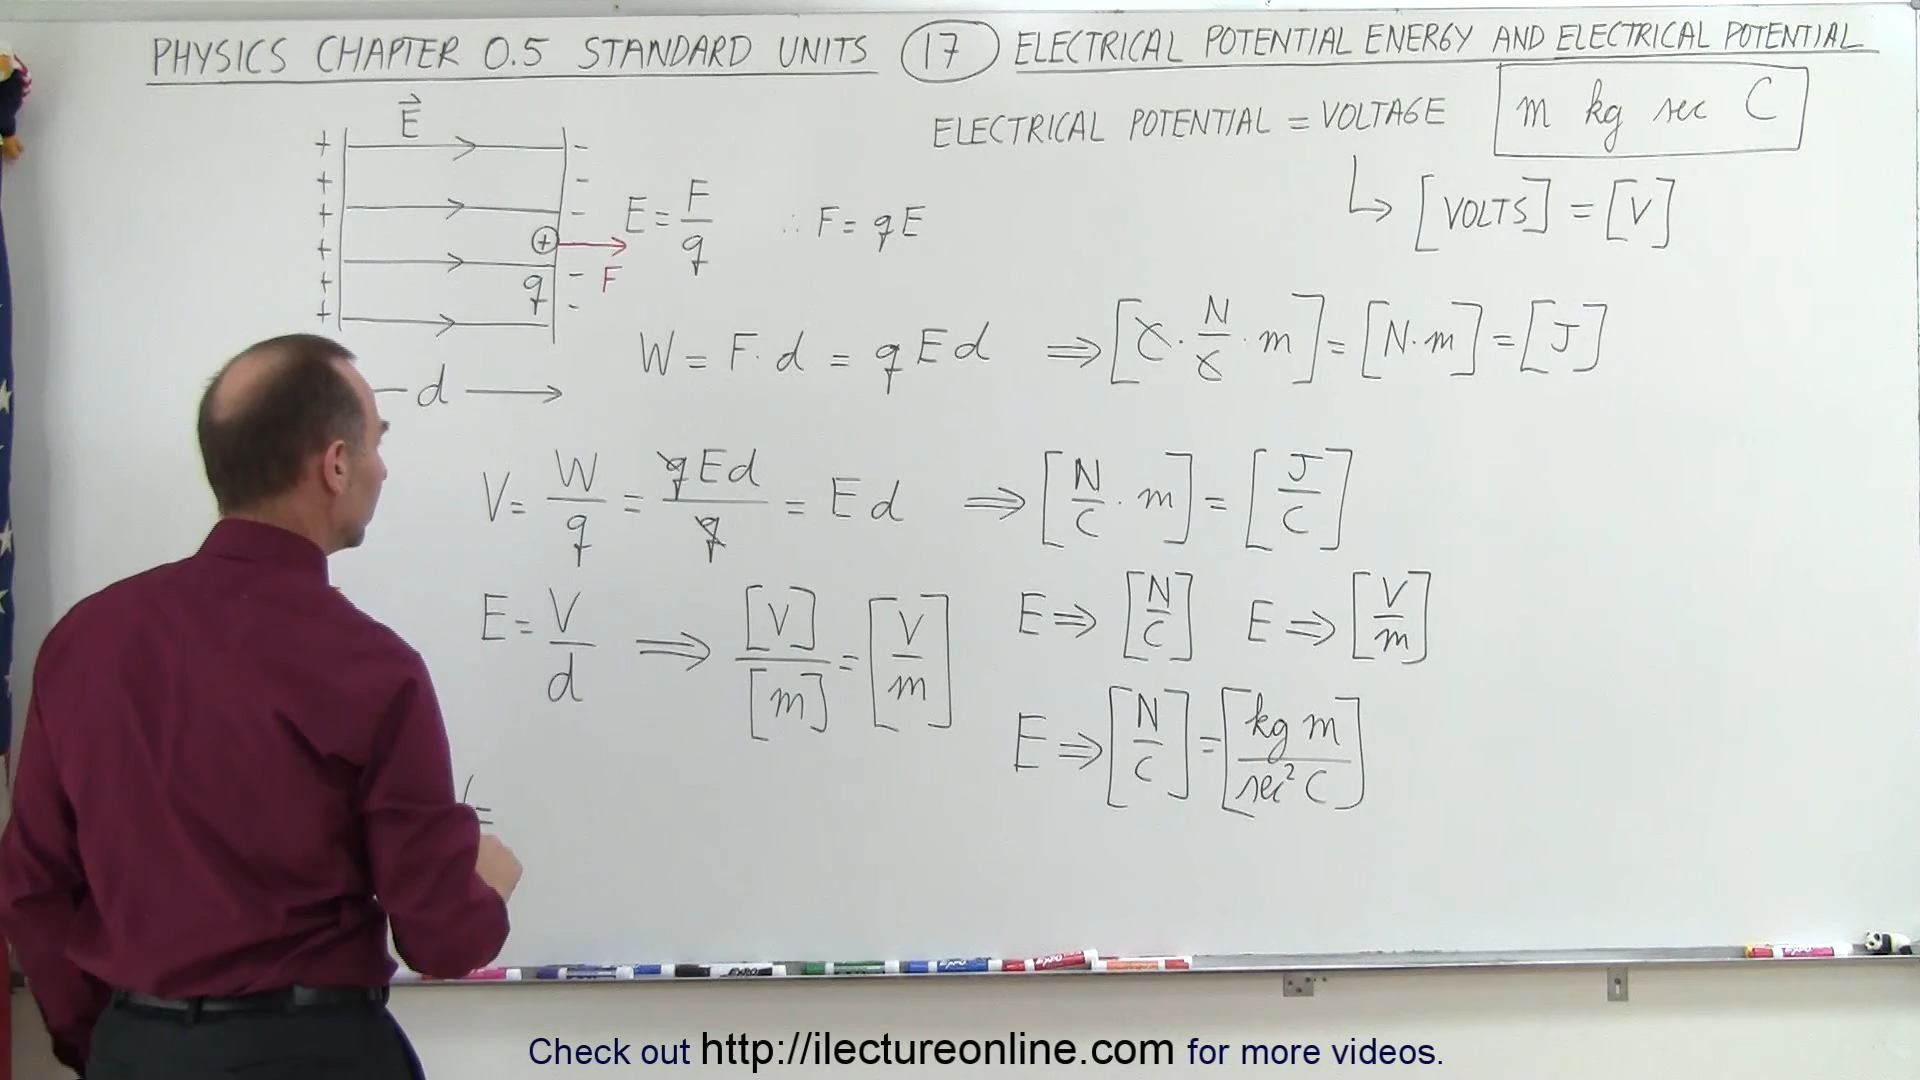 PHYSICS CHAPTER 0.5 STANDARD UNITS 17 ELECTRICAL POTENTIAL ENERGY AND ELECTRICAL POTENTIAL
ELECTRICAL POTENTIAL = VOLTAGE
m kg sec C
[VOLTS] = [V]
E⃗
+ + + + + +
- - - - -
+ q F
E = F/q ∴ F = qE
d
W = F·d = qEd ⇒ [C · N/C · m] = [N·m] = [J]
V = W/q = qEd/q = Ed ⇒ [N/C · m] = [J/C]
E = V/d ⇒ [V]/[m] = [V/m]
E ⇒ [N/C] E ⇒ [V/m]
E ⇒ [N/C] = [kg m/sec² C]
=
EXPO
Check out http://ilectureonline.com for more videos.